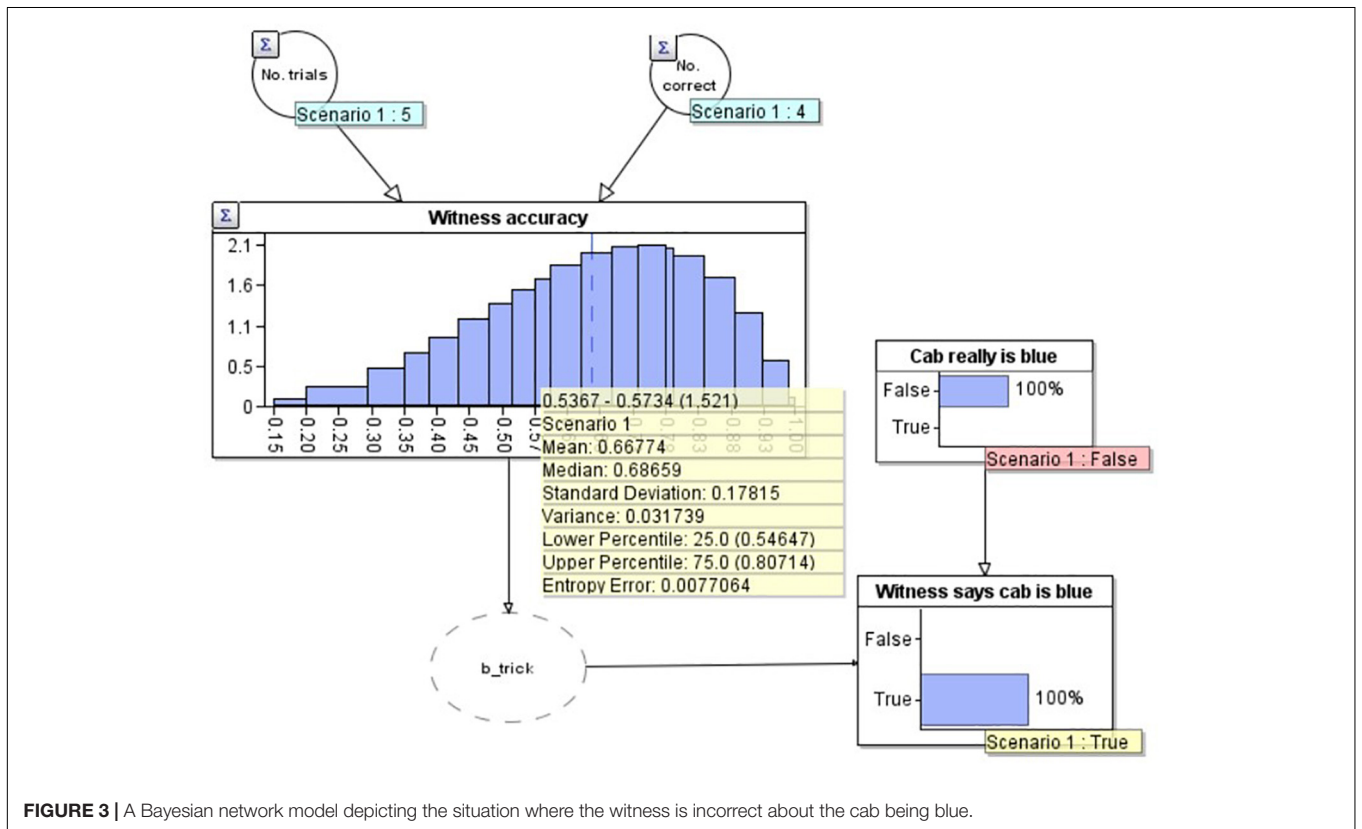 Σ
No. trials
Scenario 1 : 5
Σ
No.
correct
Scenario 1 : 4
Σ
Witness accuracy
2.1
1.6
1.1
0.5
0
0.15
0.20
0.25
0.30
0.35
0.40
0.45
0.50
0.57
0.83
0.88
0.93
1.00
0.5367 - 0.5734 (1.521)
Scenario 1
Mean: 0.66774
Median: 0.68659
Standard Deviation: 0.17815
Variance: 0.031739
Lower Percentile: 25.0 (0.54647)
Upper Percentile: 75.0 (0.80714)
Entropy Error: 0.0077064
Cab really is blue
False
100%
True
Scenario 1 : False
b_trick
Witness says cab is blue
False
True
100%
Scenario 1 : True
FIGURE 3 | A Bayesian network model depicting the situation where the witness is incorrect about the cab being blue.